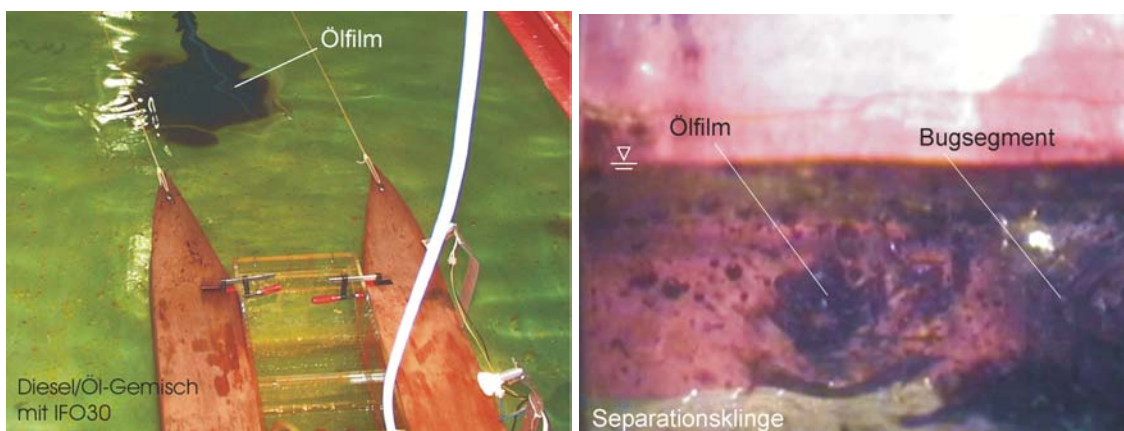 Ölfilm
Diesel/Öl-Gemisch
mit IFO30
Ölfilm
Bugsegment
Separationsklinge